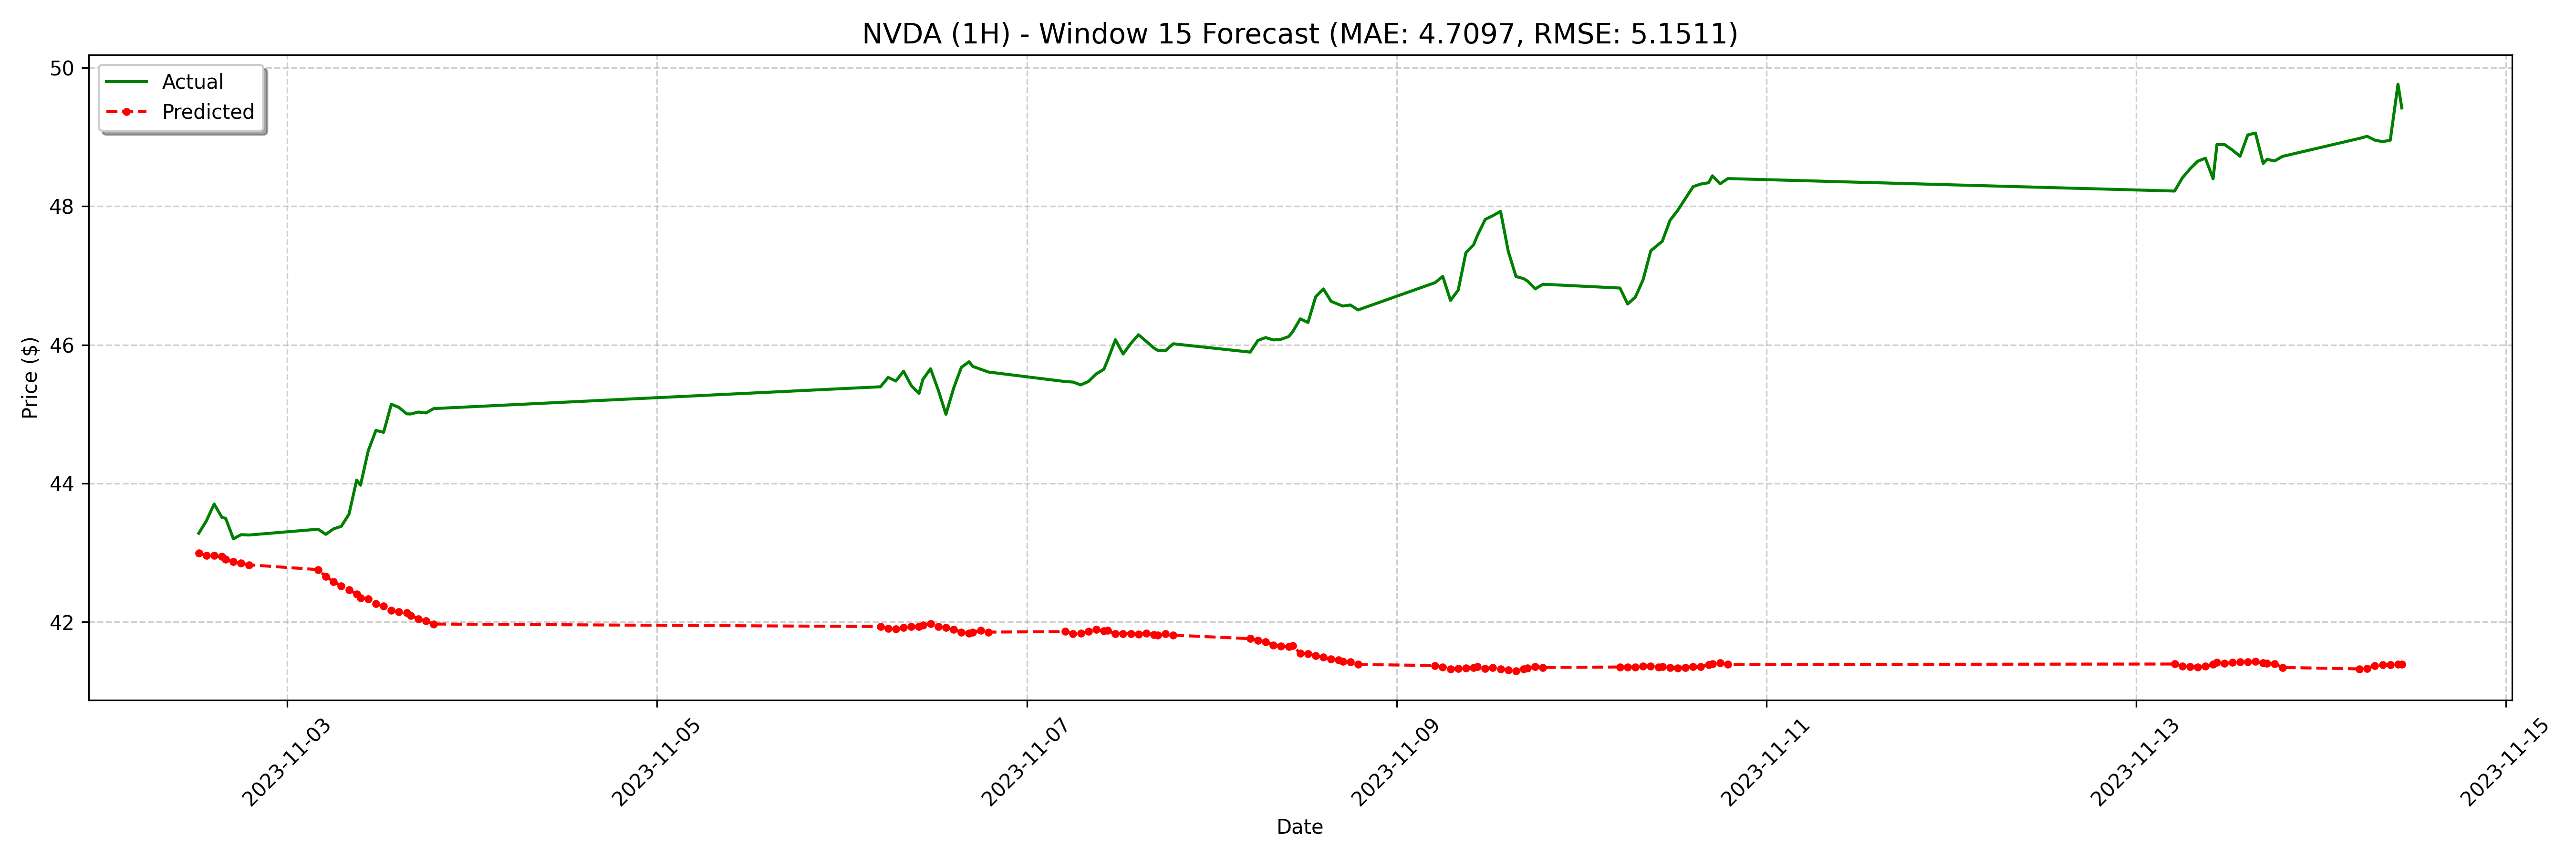 NVDA (1H) - Window 15 Forecast (MAE: 4.7097, RMSE: 5.1511)
Actual
Predicted
Price ($)
50
48
46
44
42
2023-11-03
2023-11-05
2023-11-07
2023-11-09
2023-11-11
2023-11-13
2023-11-15
Date